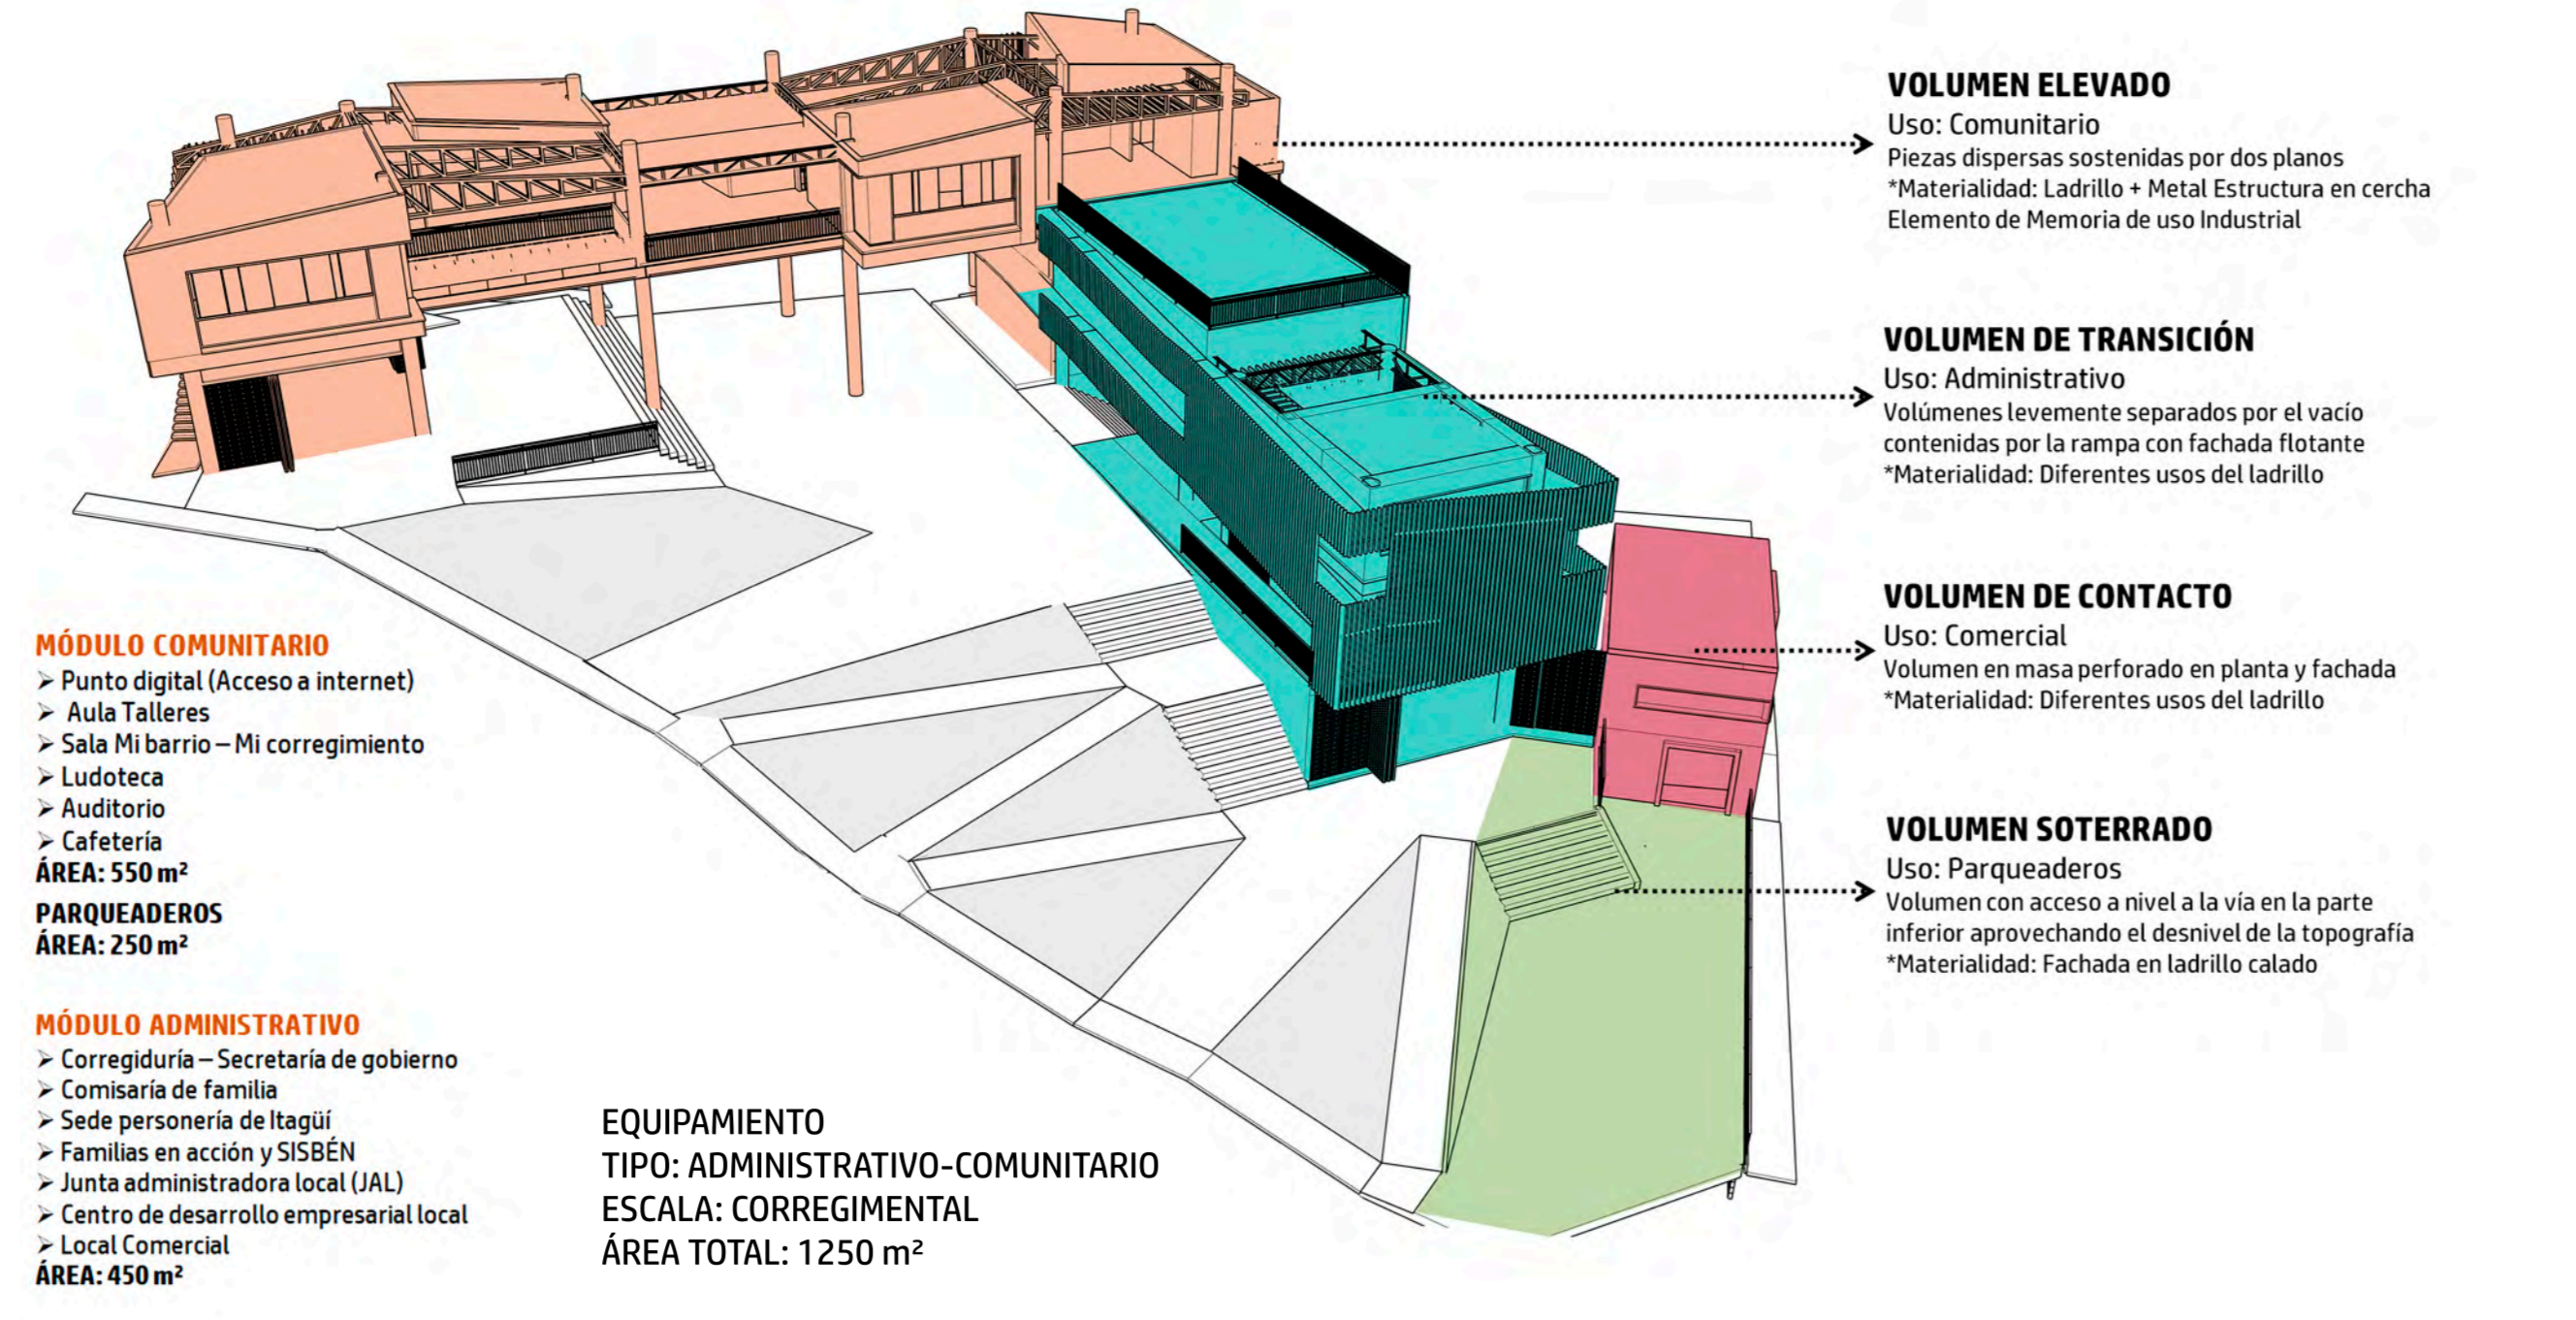 VOLUMEN ELEVADO
Uso: Comunitario
Piezas dispersas sostenidas por dos planos
*Materialidad: Ladrillo + Metal Estructura en cercha
Elemento de Memoria de uso Industrial
VOLUMEN DE TRANSICIÓN
Uso: Administrativo
Volúmenes levemente separados por el vacío
contenidas por la rampa con fachada flotante
*Materialidad: Diferentes usos del ladrillo
VOLUMEN DE CONTACTO
Uso: Comercial
Volumen en masa perforado en planta y fachada
*Materialidad: Diferentes usos del ladrillo
VOLUMEN SOTERRADO
Uso: Parqueaderos
Volumen con acceso a nivel a la vía en la parte
inferior aprovechando el desnivel de la topografía
*Materialidad: Fachada en ladrillo calado
MÓDULO COMUNITARIO
➢ Punto digital (Acceso a internet)
➢ Aula Talleres
➢ Sala Mi barrio – Mi corregimiento
➢ Ludoteca
➢ Auditorio
➢ Cafetería
ÁREA: 550 m²
PARQUEADEROS
ÁREA: 250 m²
MÓDULO ADMINISTRATIVO
➢ Corregiduría – Secretaría de gobierno
➢ Comisaría de familia
➢ Sede personería de Itagüí
➢ Familias en acción y SISBÉN
➢ Junta administradora local (JAL)
➢ Centro de desarrollo empresarial local
➢ Local Comercial
ÁREA: 450 m²
EQUIPAMIENTO
TIPO: ADMINISTRATIVO-COMUNITARIO
ESCALA: CORREGIMENTAL
ÁREA TOTAL: 1250 m²